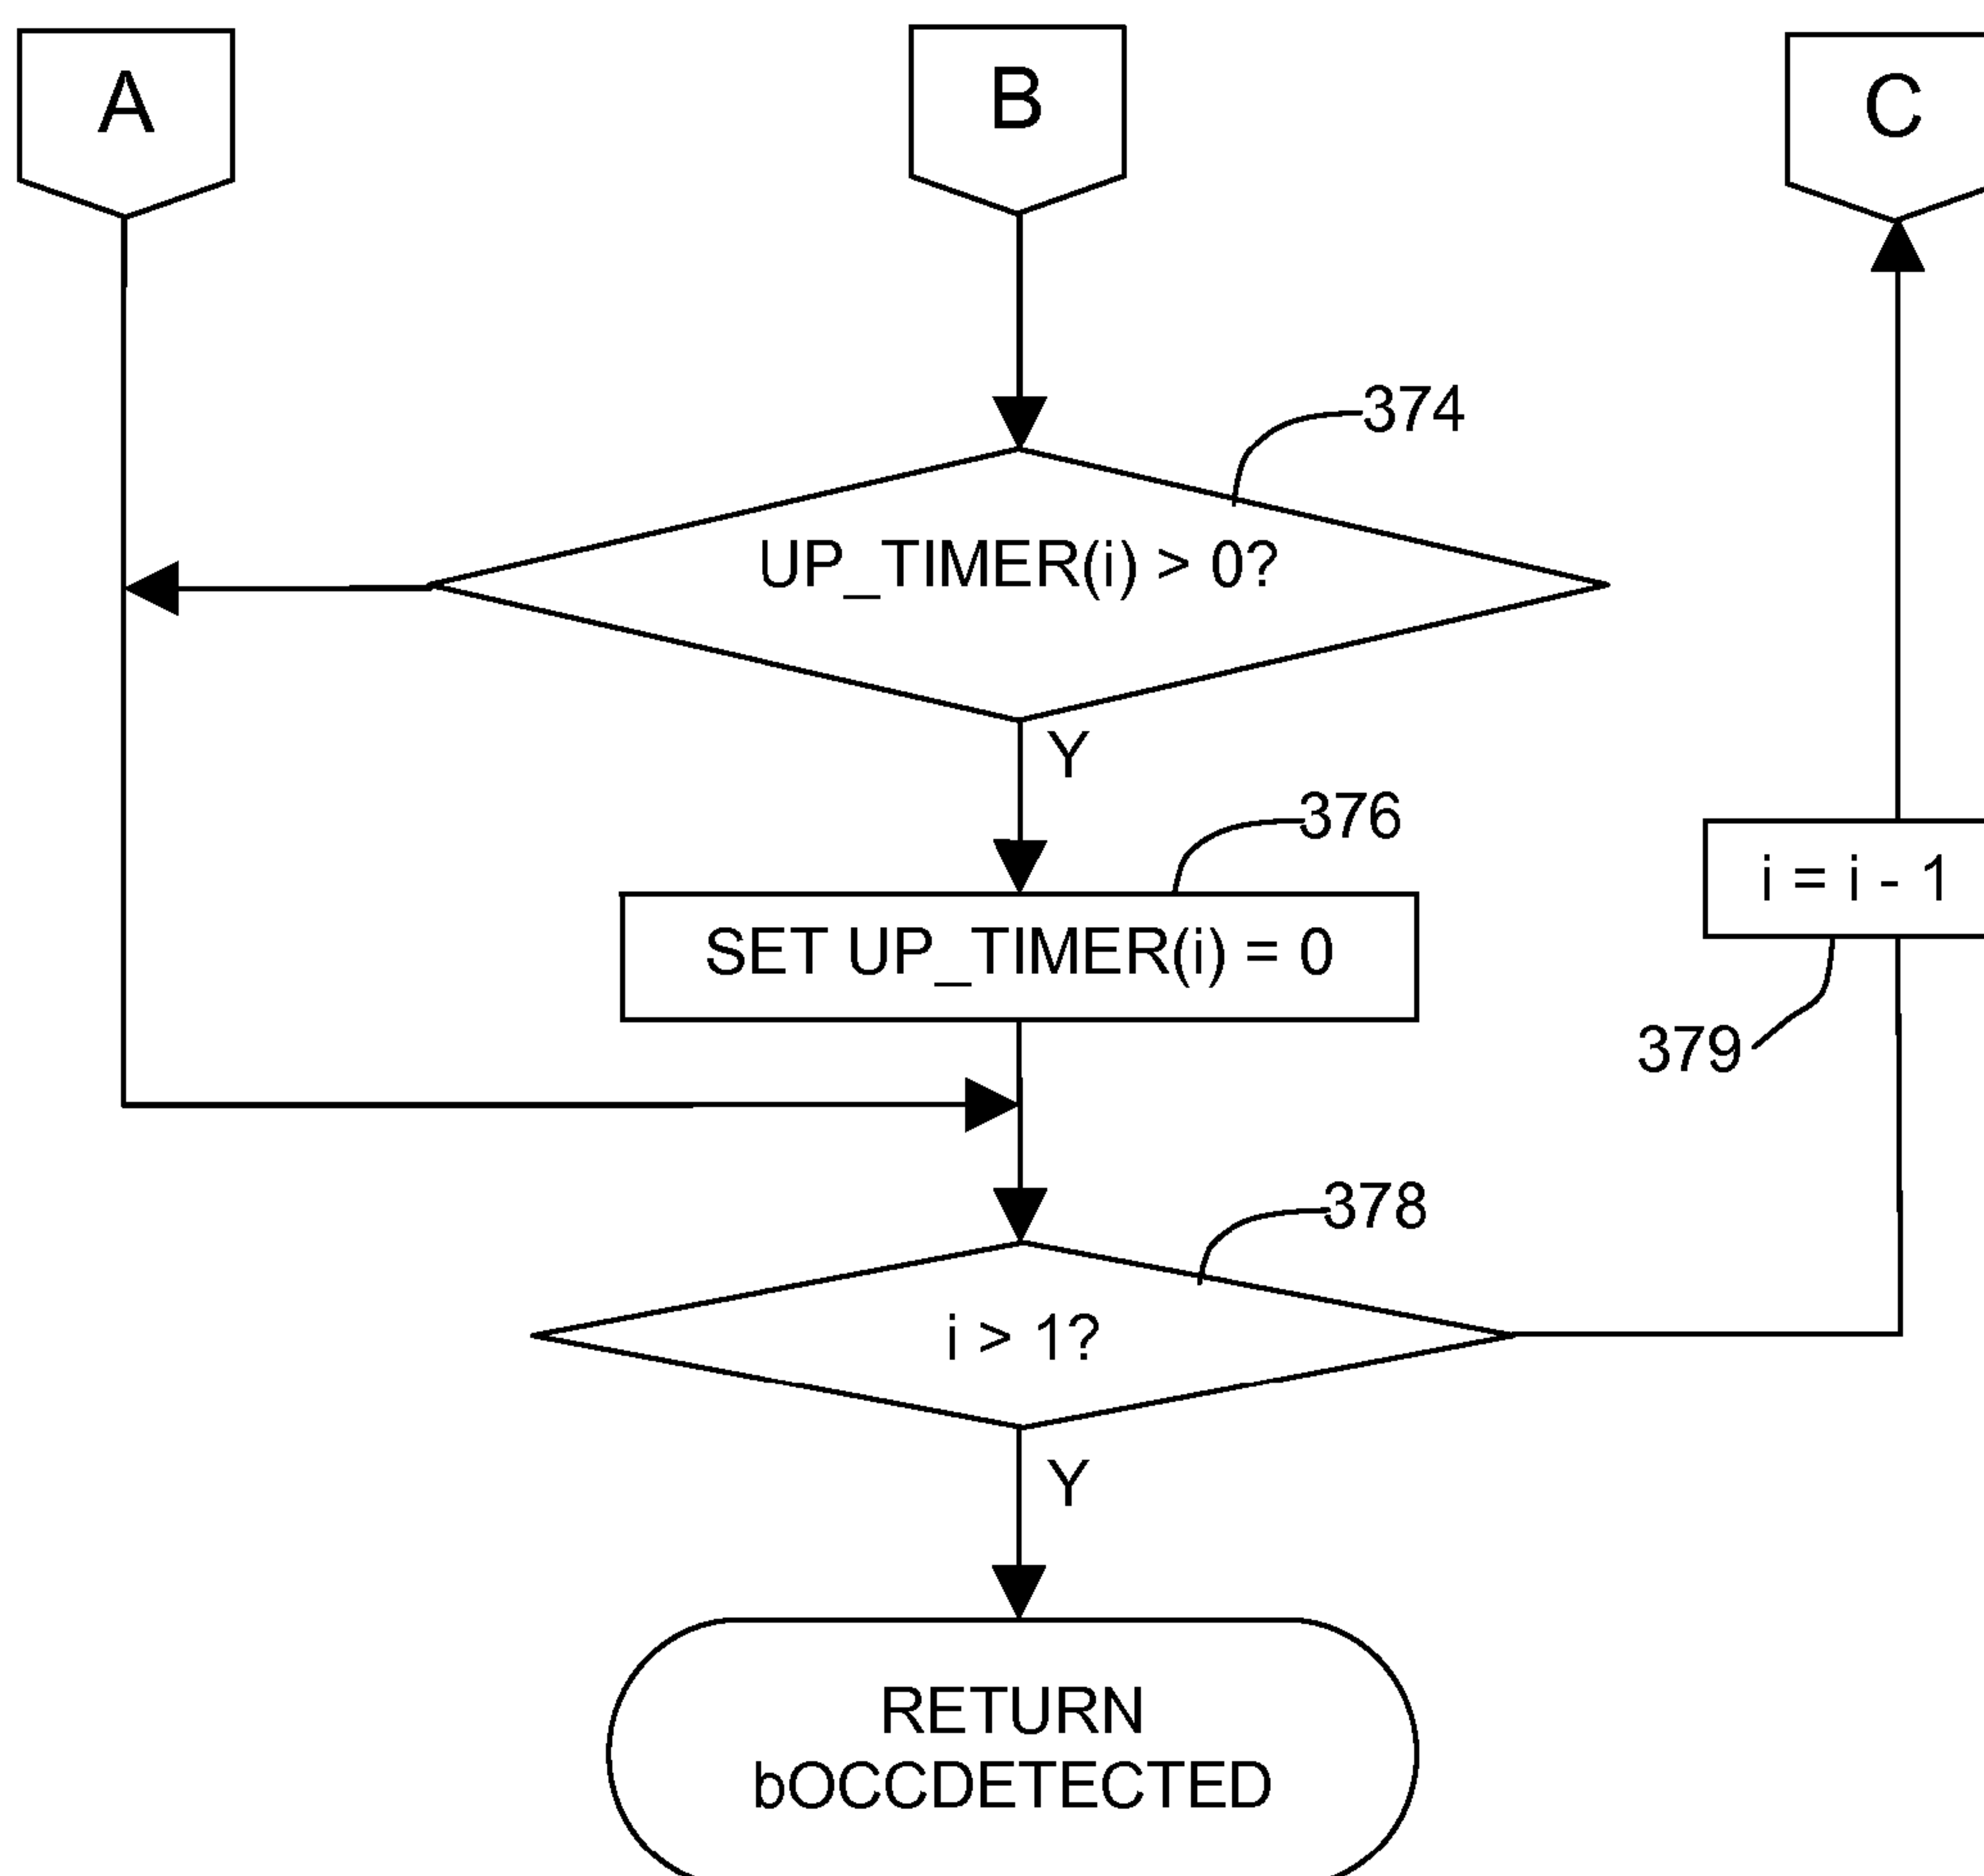 A
B
C
374
UP_TIMER(i) > 0?
Y
376
i = i - 1
SET UP_TIMER(i) = 0
379
378
i > 1?
Y
RETURN
bOCCDETECTED